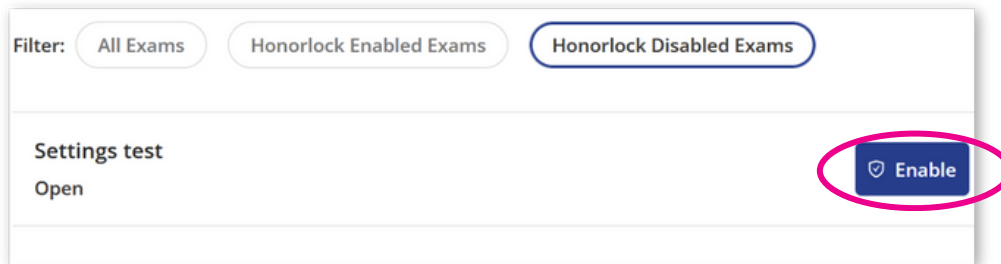 Filter: All Exams Honorlock Enabled Exams Honorlock Disabled Exams
Settings test
Open
Enable